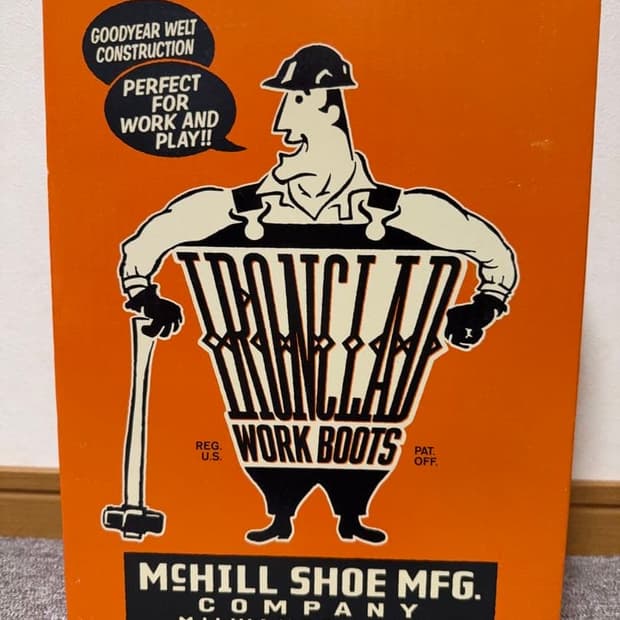 GOODYEAR WELT
CONSTRUCTION
PERFECT
FOR
WORK AND
PLAY!!
IRONCLAD
WORK BOOTS
REG.
U.S.
PAT.
OFF.
McHILL SHOE MFG.
COMPANY